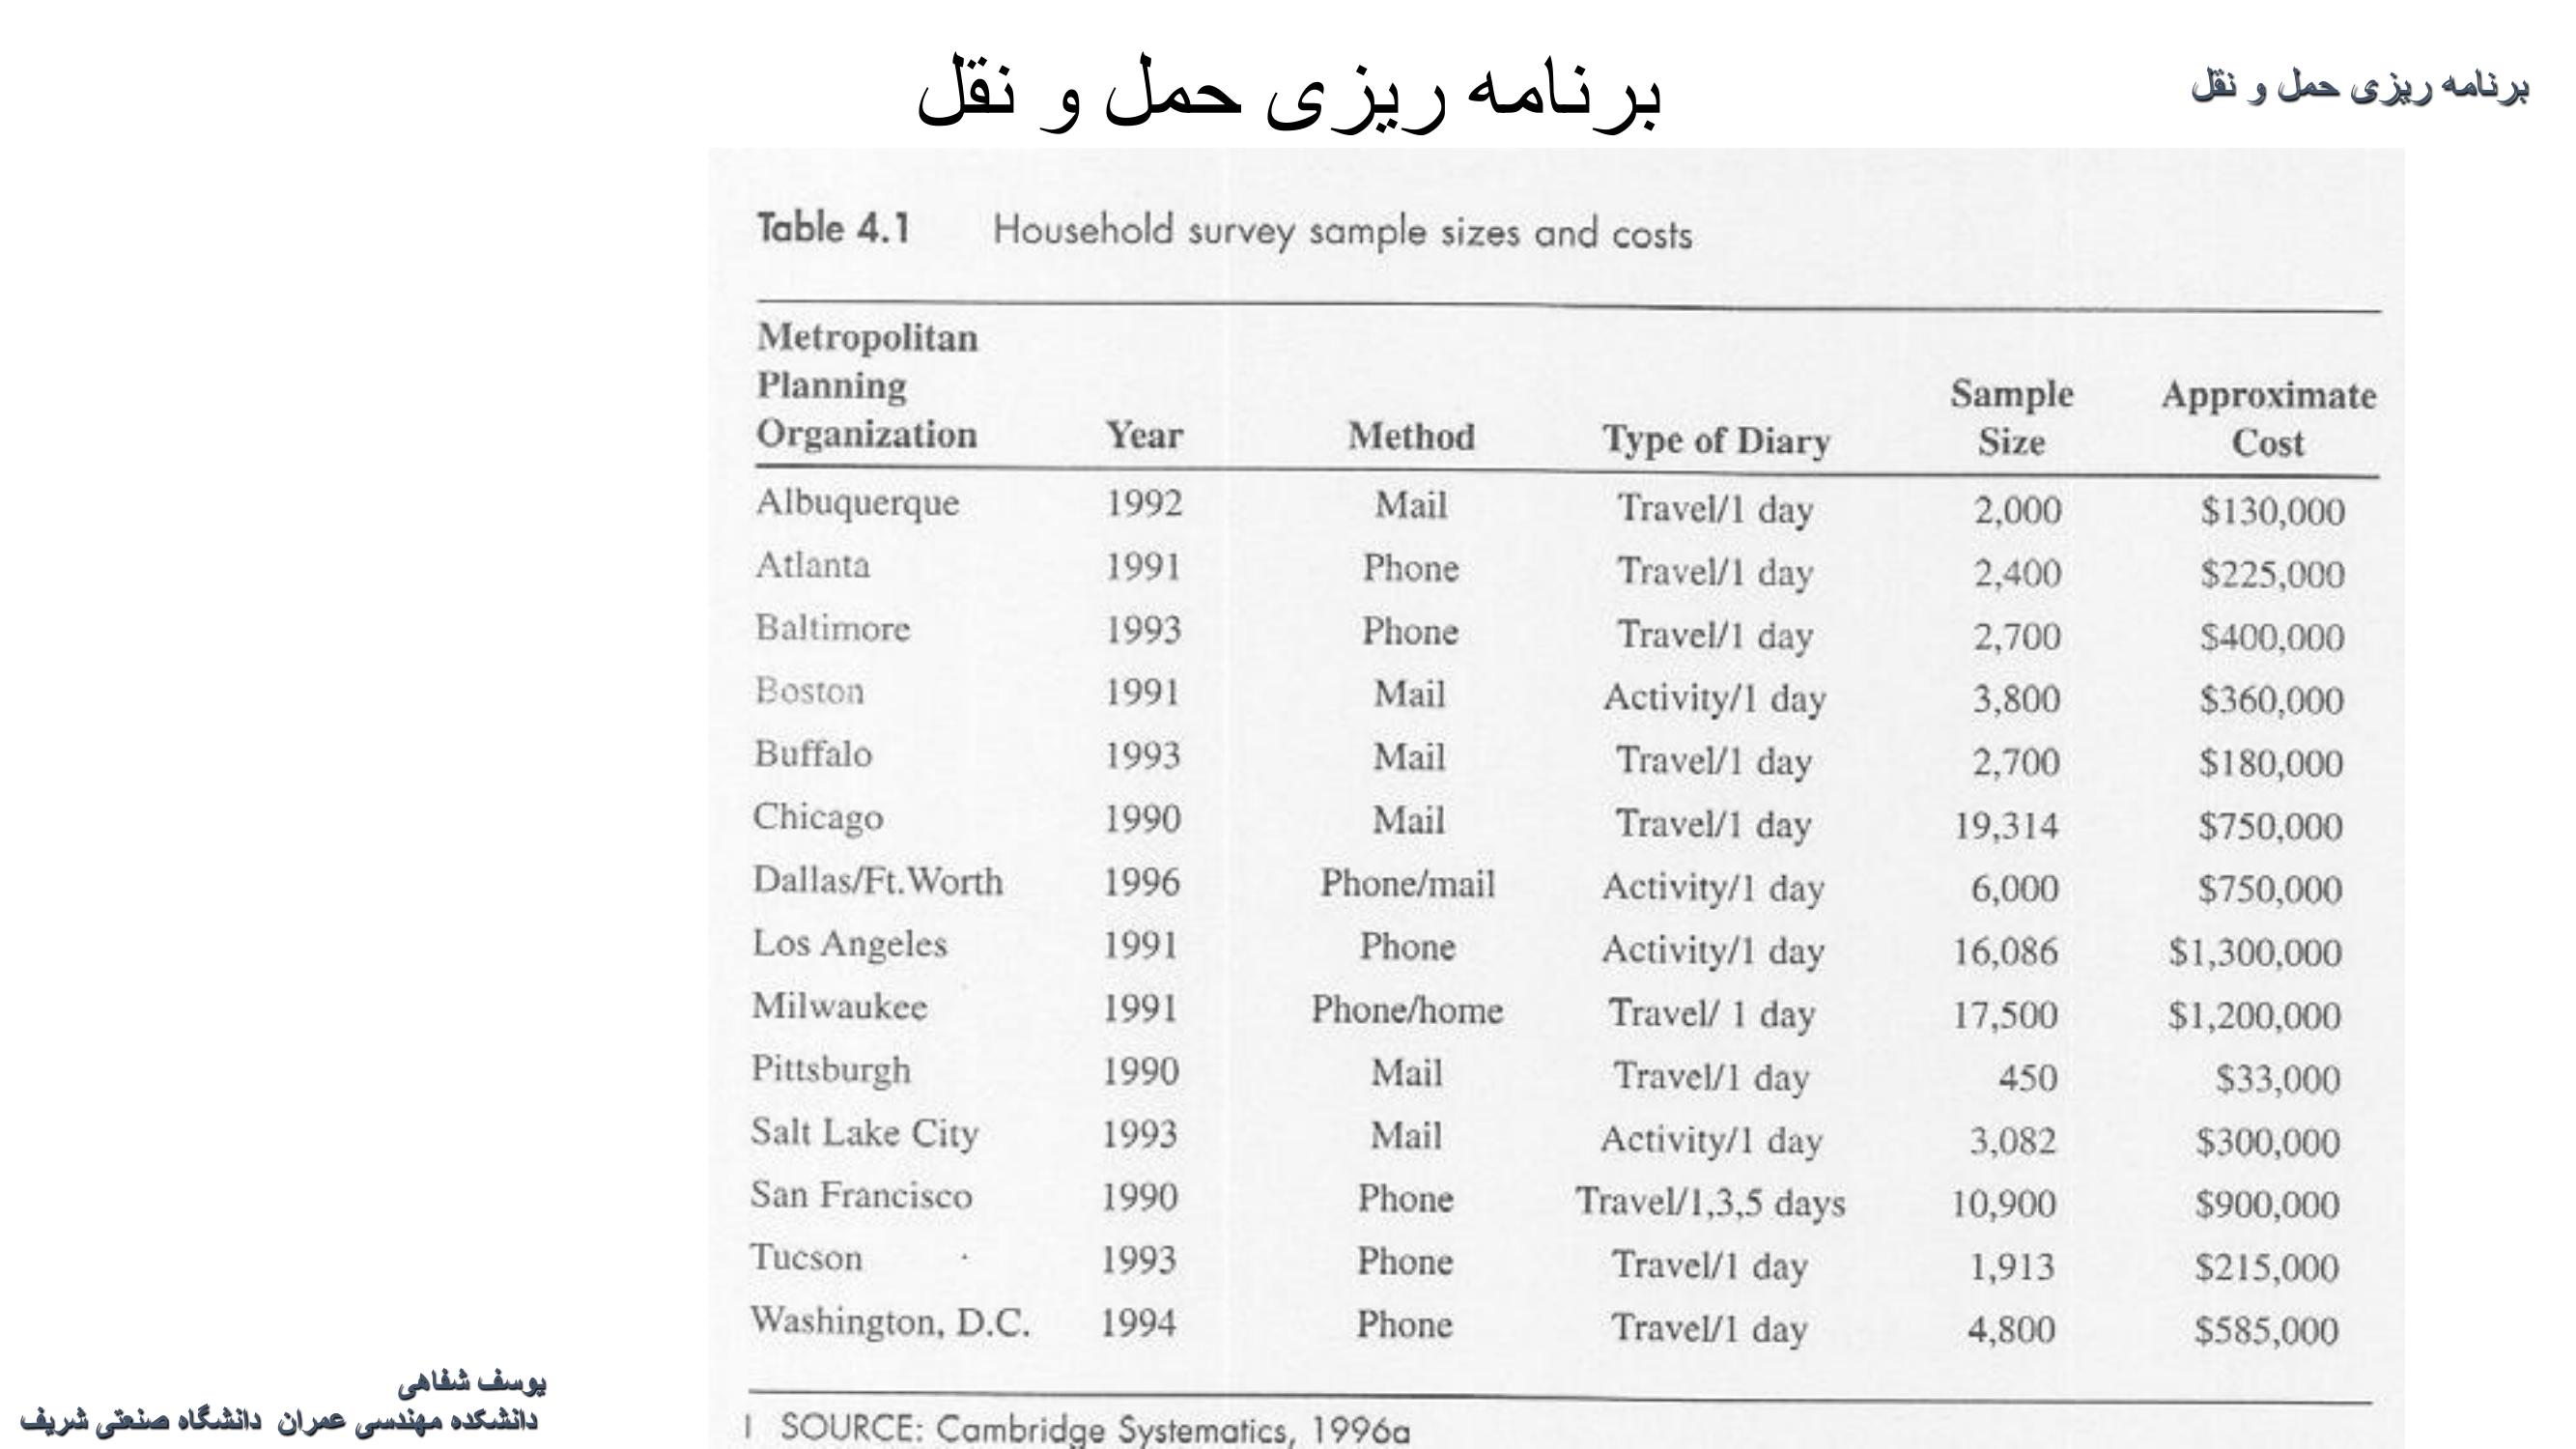 برنامه ریزی حمل و نقل
برنامه ریزی حمل و نقل
Table 4.1 Household survey sample sizes and costs
Metropolitan
Planning
Organization Year Method Type of Diary Sample Size Approximate Cost
Albuquerque 1992 Mail Travel/1 day 2,000 $130,000
Atlanta 1991 Phone Travel/1 day 2,400 $225,000
Baltimore 1993 Phone Travel/1 day 2,700 $400,000
Boston 1991 Mail Activity/1 day 3,800 $360,000
Buffalo 1993 Mail Travel/1 day 2,700 $180,000
Chicago 1990 Mail Travel/1 day 19,314 $750,000
Dallas/Ft.Worth 1996 Phone/mail Activity/1 day 6,000 $750,000
Los Angeles 1991 Phone Activity/1 day 16,086 $1,300,000
Milwaukee 1991 Phone/home Travel/ 1 day 17,500 $1,200,000
Pittsburgh 1990 Mail Travel/1 day 450 $33,000
Salt Lake City 1993 Mail Activity/1 day 3,082 $300,000
San Francisco 1990 Phone Travel/1,3,5 days 10,900 $900,000
Tucson 1993 Phone Travel/1 day 1,913 $215,000
Washington, D.C. 1994 Phone Travel/1 day 4,800 $585,000
SOURCE: Cambridge Systematics, 1996a
یوسف شفاهی
دانشکده مهندسی عمران دانشگاه صنعتی شریف